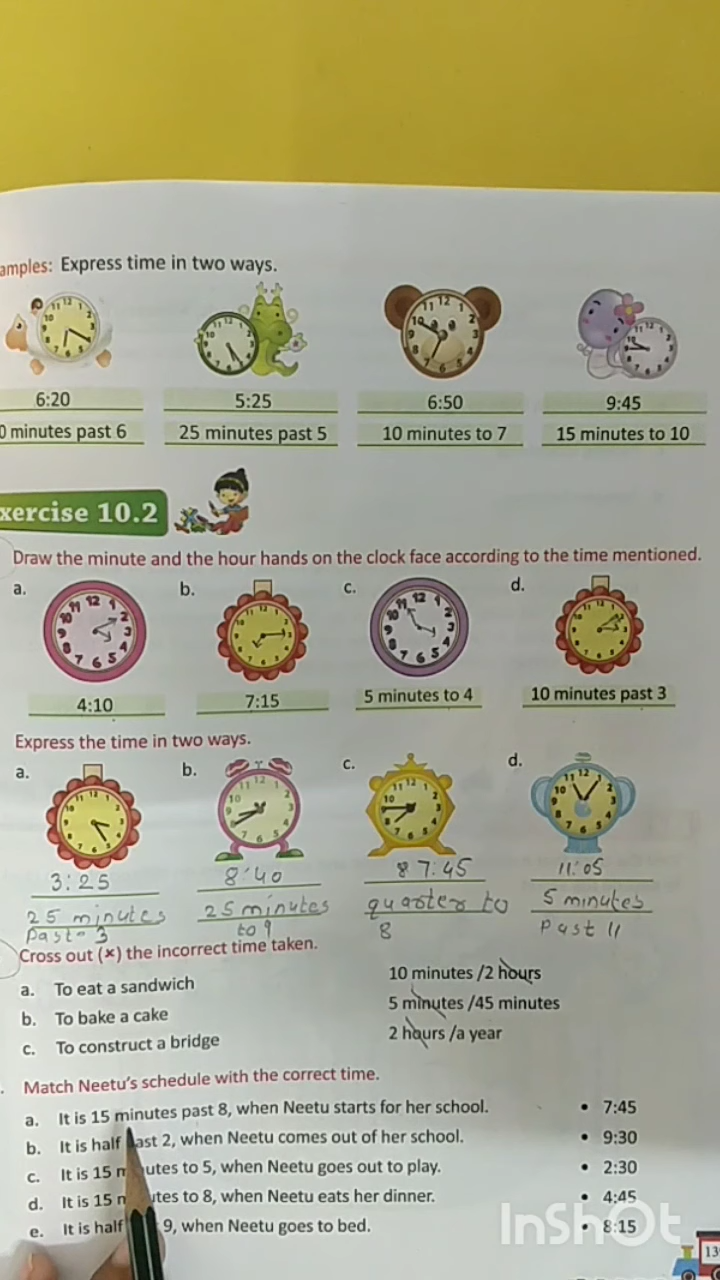 amples: Express time in two ways.
6:20 5:25 6:50 9:45
0 minutes past 6 25 minutes past 5 10 minutes to 7 15 minutes to 10
xercise 10.2
Draw the minute and the hour hands on the clock face according to the time mentioned.
a. b. c. d.
4:10 7:15 5 minutes to 4 10 minutes past 3
Express the time in two ways.
a. b. c. d.
3:25 8:40 8 7:45 11:05
25 minutes 25 minutes quarter to 5 minutes
past 3 to 9 8 past 11
Cross out (×) the incorrect time taken.
a. To eat a sandwich 10 minutes /2 hours
b. To bake a cake 5 minutes /45 minutes
c. To construct a bridge 2 hours /a year
Match Neetu's schedule with the correct time.
a. It is 15 minutes past 8, when Neetu starts for her school. • 7:45
b. It is half past 2, when Neetu comes out of her school. • 9:30
c. It is 15 minutes to 5, when Neetu goes out to play. • 2:30
d. It is 15 minutes to 8, when Neetu eats her dinner. • 4:45
e. It is half 9, when Neetu goes to bed. • 8:15
InShOt
13